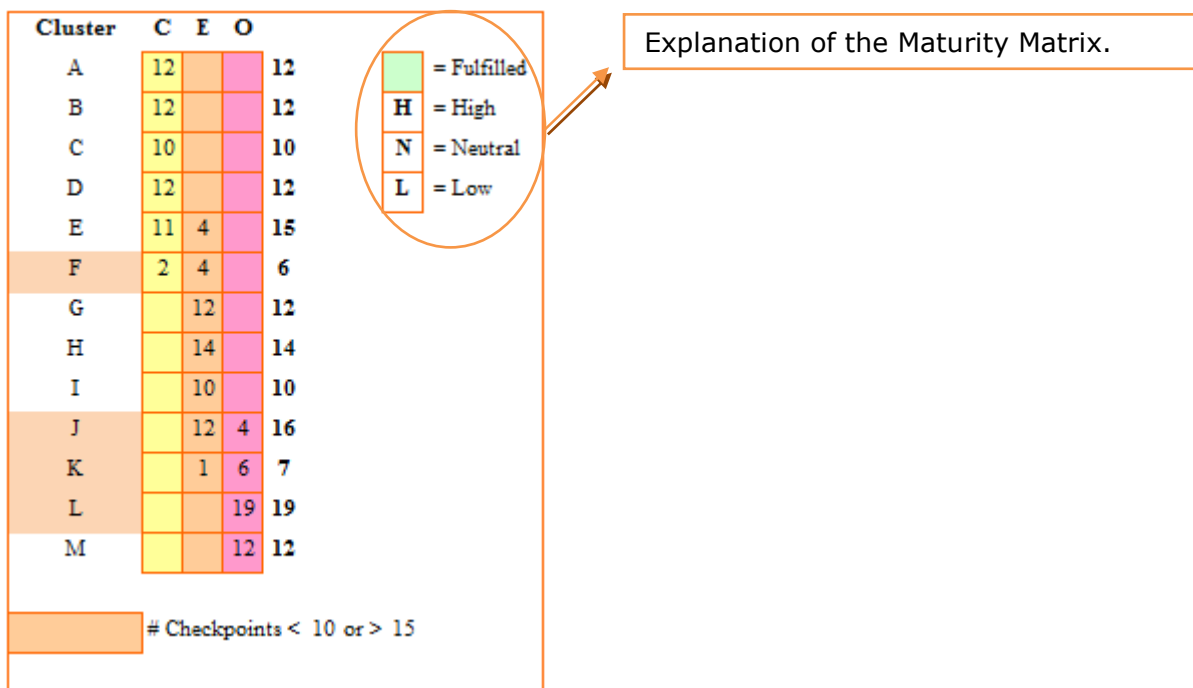 Cluster C E O
A 12 12
B 12 12
C 10 10
D 12 12
E 11 4 15
F 2 4 6
G 12 12
H 14 14
I 10 10
J 12 4 16
K 1 6 7
L 19 19
M 12 12
# Checkpoints < 10 or > 15
= Fulfilled
H = High
N = Neutral
L = Low
Explanation of the Maturity Matrix.